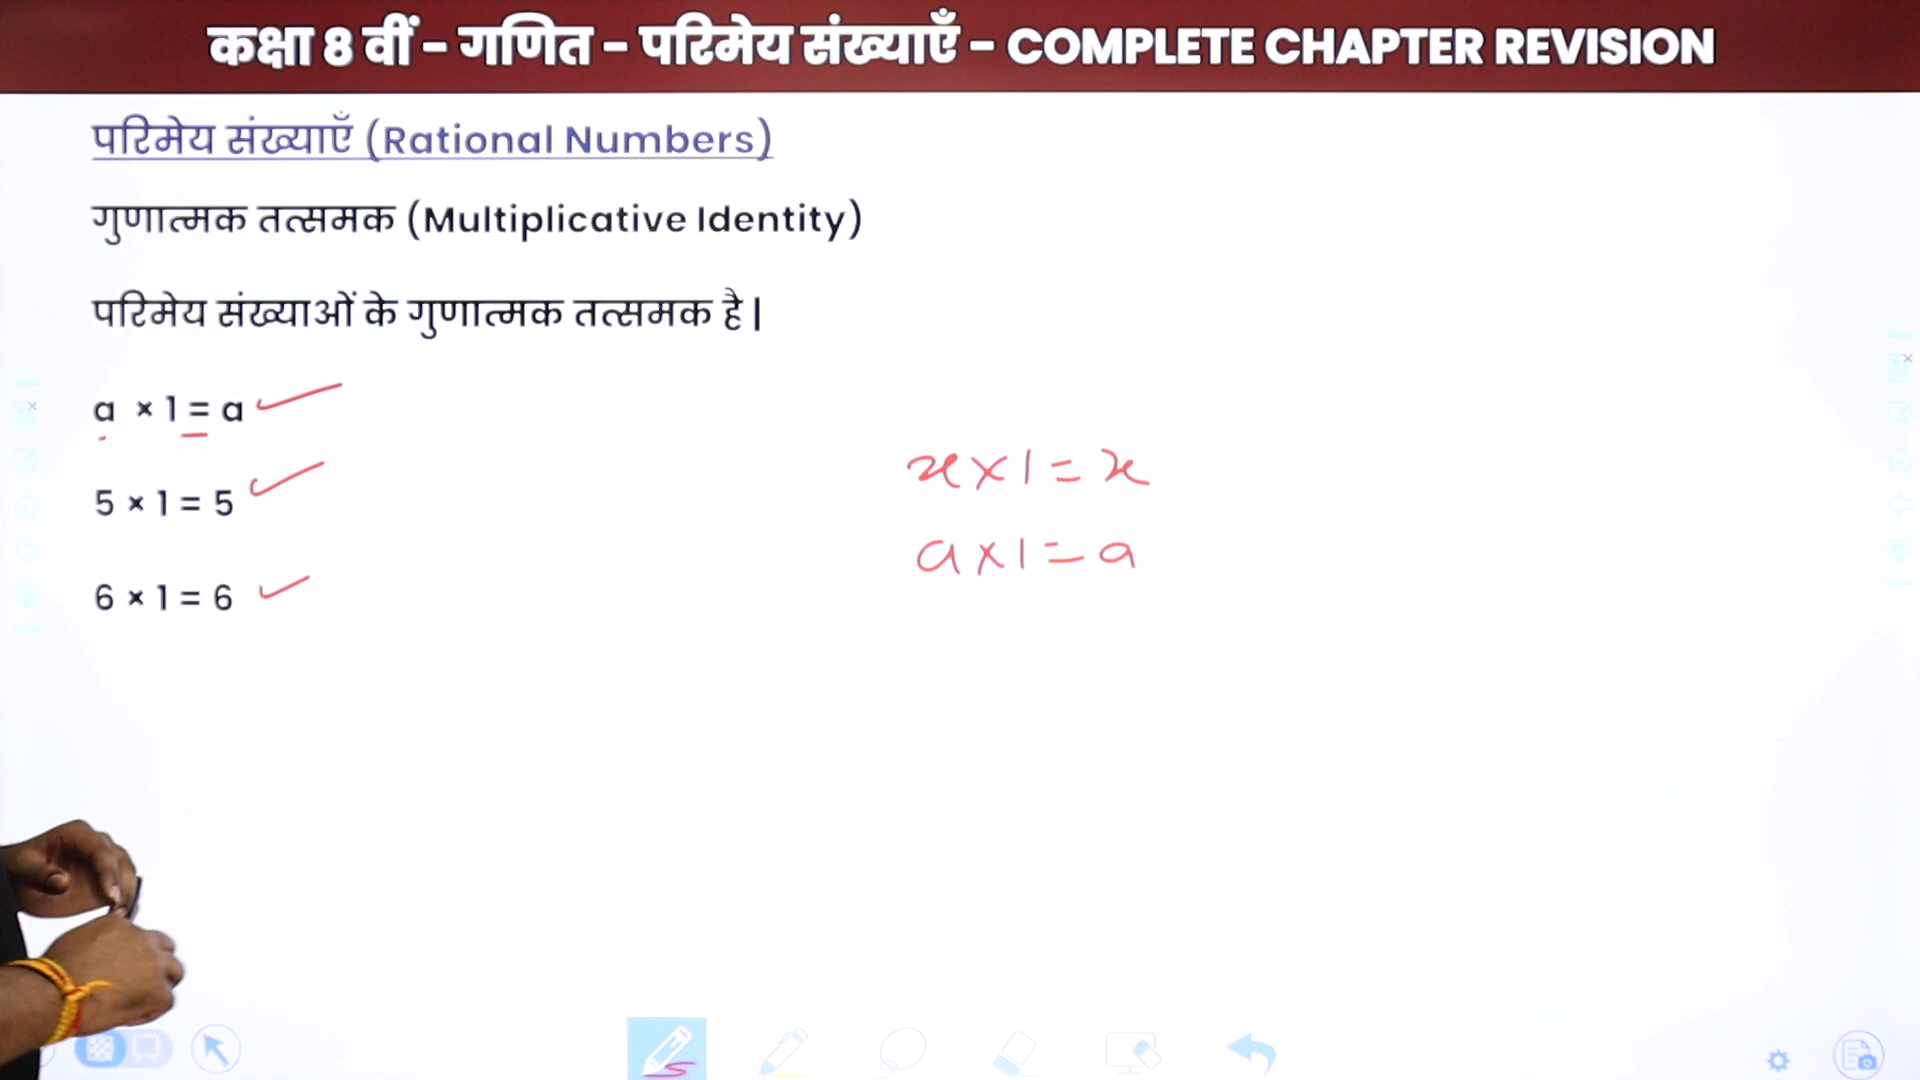 कक्षा 8 वीं – गणित – परिमेय संख्याएँ – COMPLETE CHAPTER REVISION
परिमेय संख्याएँ (Rational Numbers)
गुणात्मक तत्समक (Multiplicative Identity)
परिमेय संख्याओं के गुणात्मक तत्समक है |
a × 1 = a
5 × 1 = 5
6 × 1 = 6
x × 1 = x
a × 1 = a